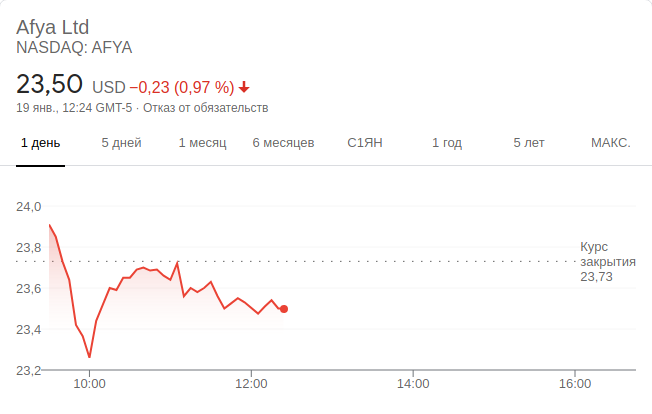 Afya Ltd
NASDAQ: AFYA
23,50 USD −0,23 (0,97 %)
19 янв., 12:24 GMT-5 · Отказ от обязательств
1 день 5 дней 1 месяц 6 месяцев С1ЯН 1 год 5 лет МАКС.
24,0
23,8
23,6
23,4
23,2
Курс
закрытия
23,73
10:00 12:00 14:00 16:00